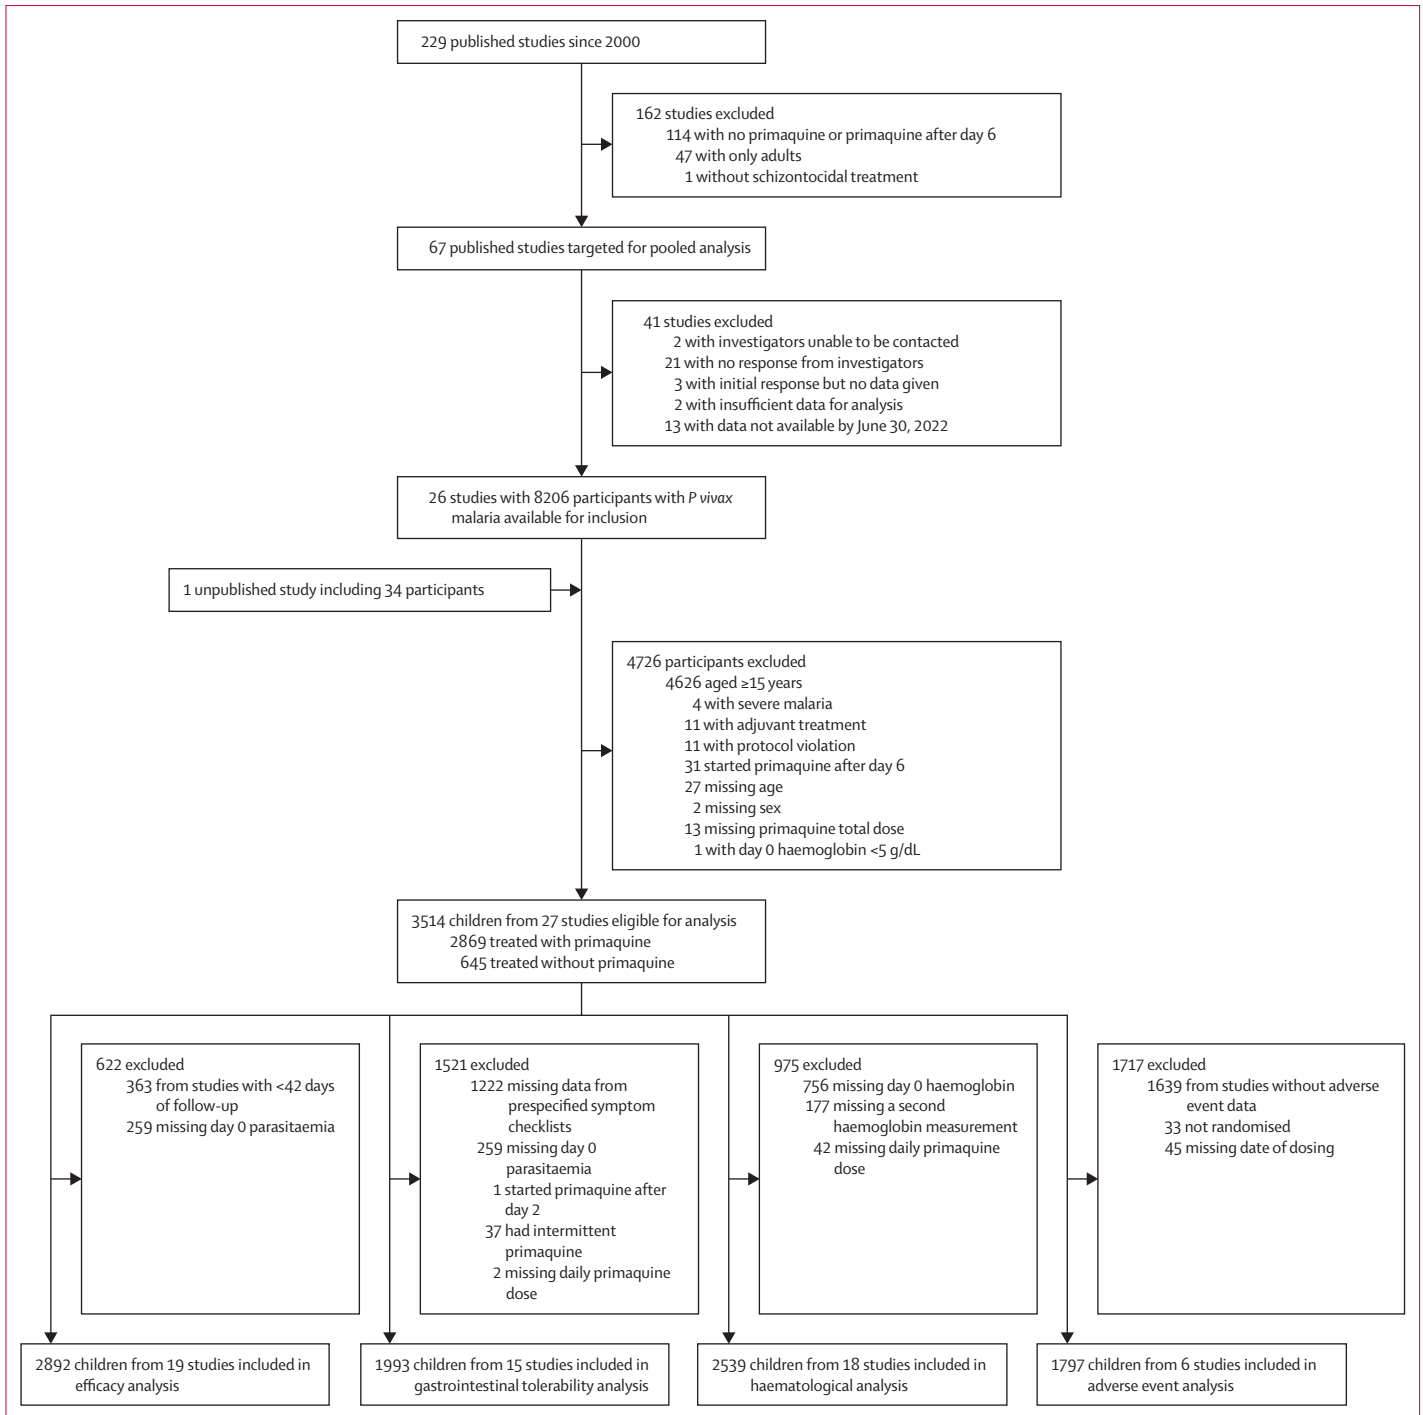 229 published studies since 2000
162 studies excluded
114 with no primaquine or primaquine after day 6
47 with only adults
1 without schizontocidal treatment
67 published studies targeted for pooled analysis
41 studies excluded
2 with investigators unable to be contacted
21 with no response from investigators
3 with initial response but no data given
2 with insufficient data for analysis
13 with data not available by June 30, 2022
26 studies with 8206 participants with P vivax
malaria available for inclusion
1 unpublished study including 34 participants
4726 participants excluded
4626 aged ≥15 years
4 with severe malaria
11 with adjuvant treatment
11 with protocol violation
31 started primaquine after day 6
27 missing age
2 missing sex
13 missing primaquine total dose
1 with day 0 haemoglobin <5 g/dL
3514 children from 27 studies eligible for analysis
2869 treated with primaquine
645 treated without primaquine
622 excluded
363 from studies with <42 days
of follow-up
259 missing day 0 parasitaemia
1521 excluded
1222 missing data from
prespecified symptom
checklists
259 missing day 0
parasitaemia
1 started primaquine after
day 2
37 had intermittent
primaquine
2 missing daily primaquine
dose
975 excluded
756 missing day 0 haemoglobin
177 missing a second
haemoglobin measurement
42 missing daily primaquine
dose
1717 excluded
1639 from studies without adverse
event data
33 not randomised
45 missing date of dosing
2892 children from 19 studies included in
efficacy analysis
1993 children from 15 studies included in
gastrointestinal tolerability analysis
2539 children from 18 studies included in
haematological analysis
1797 children from 6 studies included in
adverse event analysis